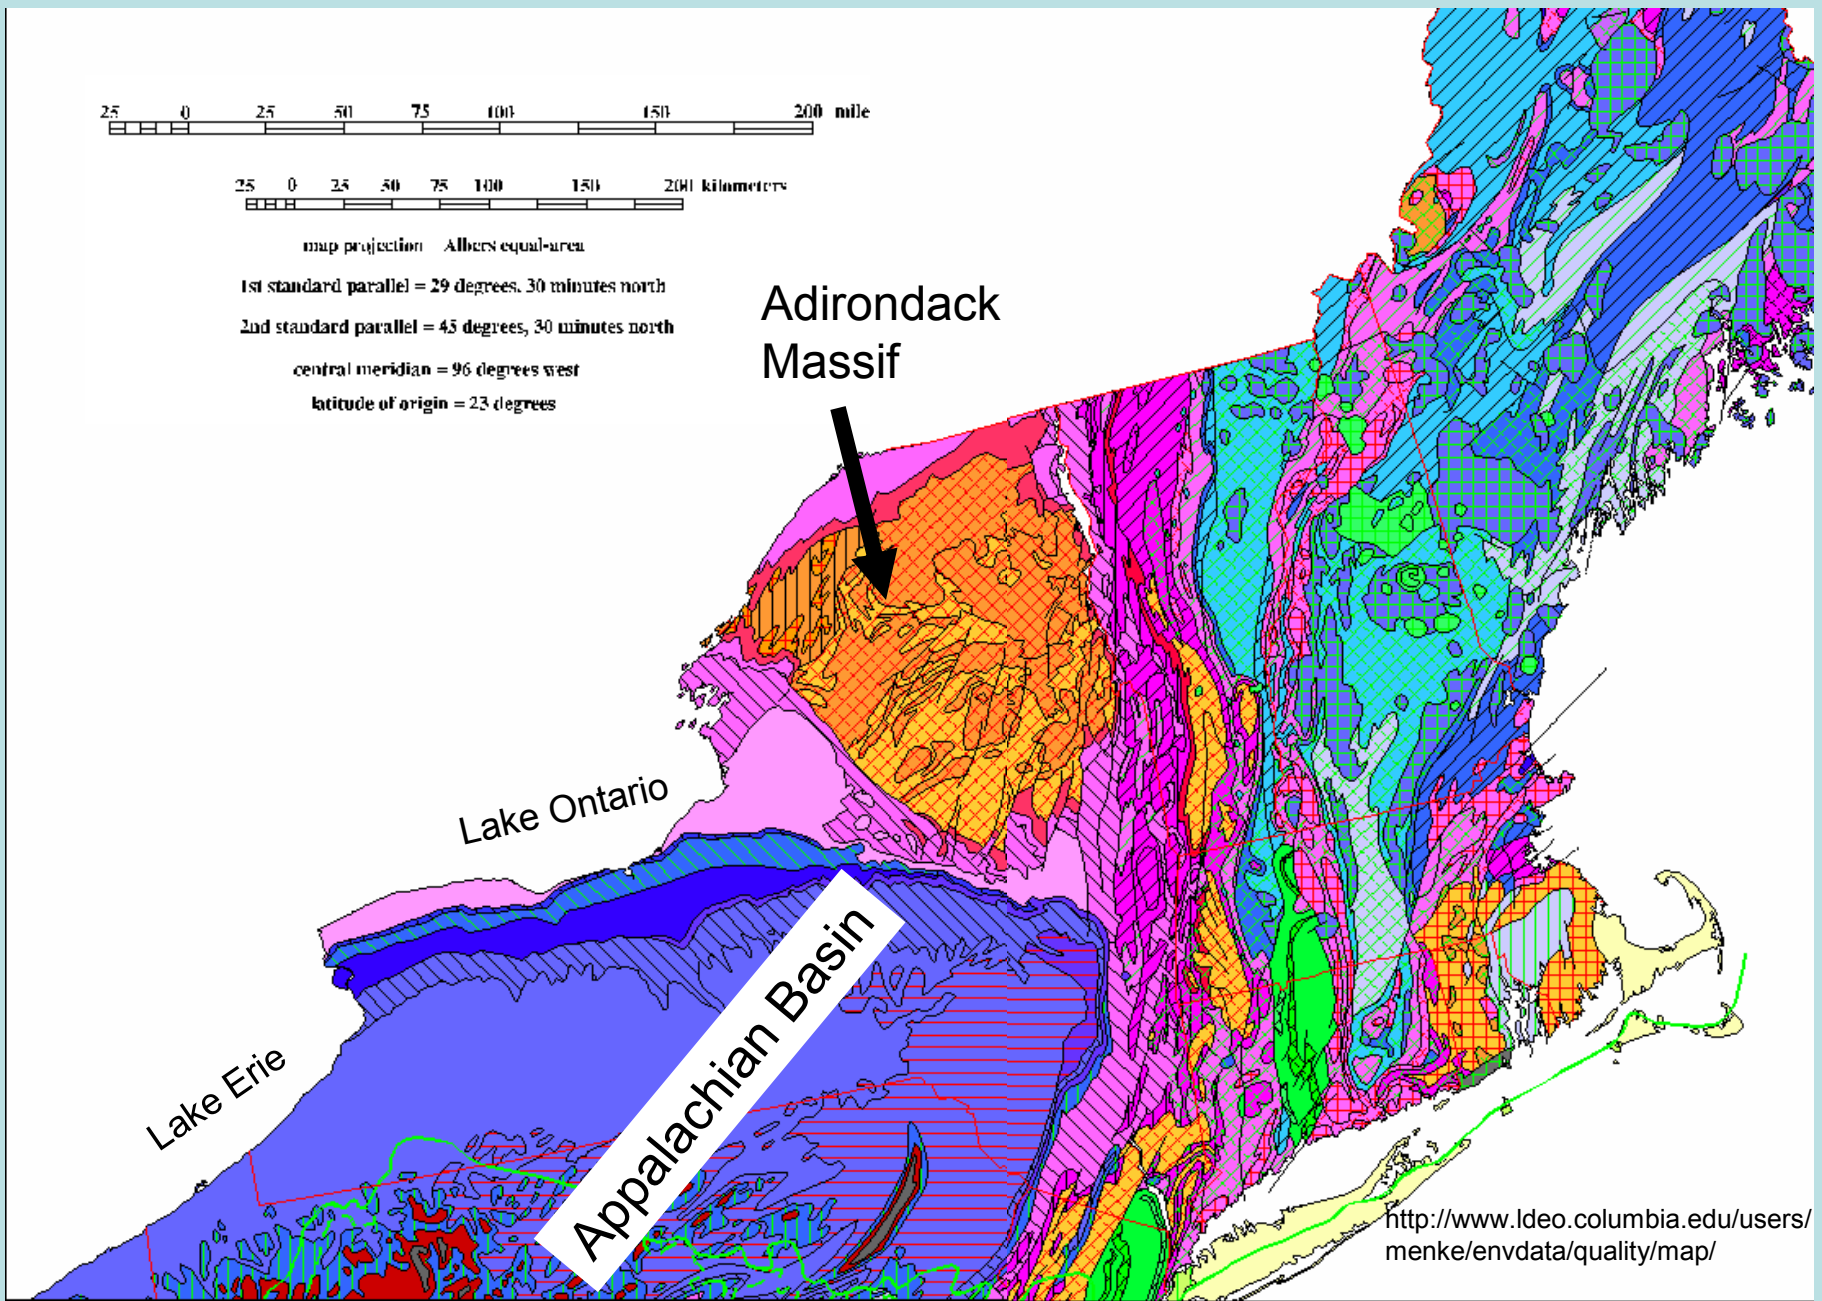 25 0 25 50 75 100 150 200 mile
25 0 25 50 75 100 150 200 kilometers
map projection Albers equal-area
1st standard parallel = 29 degrees, 30 minutes north
2nd standard parallel = 45 degrees, 30 minutes north
central meridian = 96 degrees west
latitude of origin = 23 degrees
Adirondack
Massif
Lake Ontario
Appalachian Basin
Lake Erie
http://www.ldeo.columbia.edu/users/
menke/envdata/quality/map/